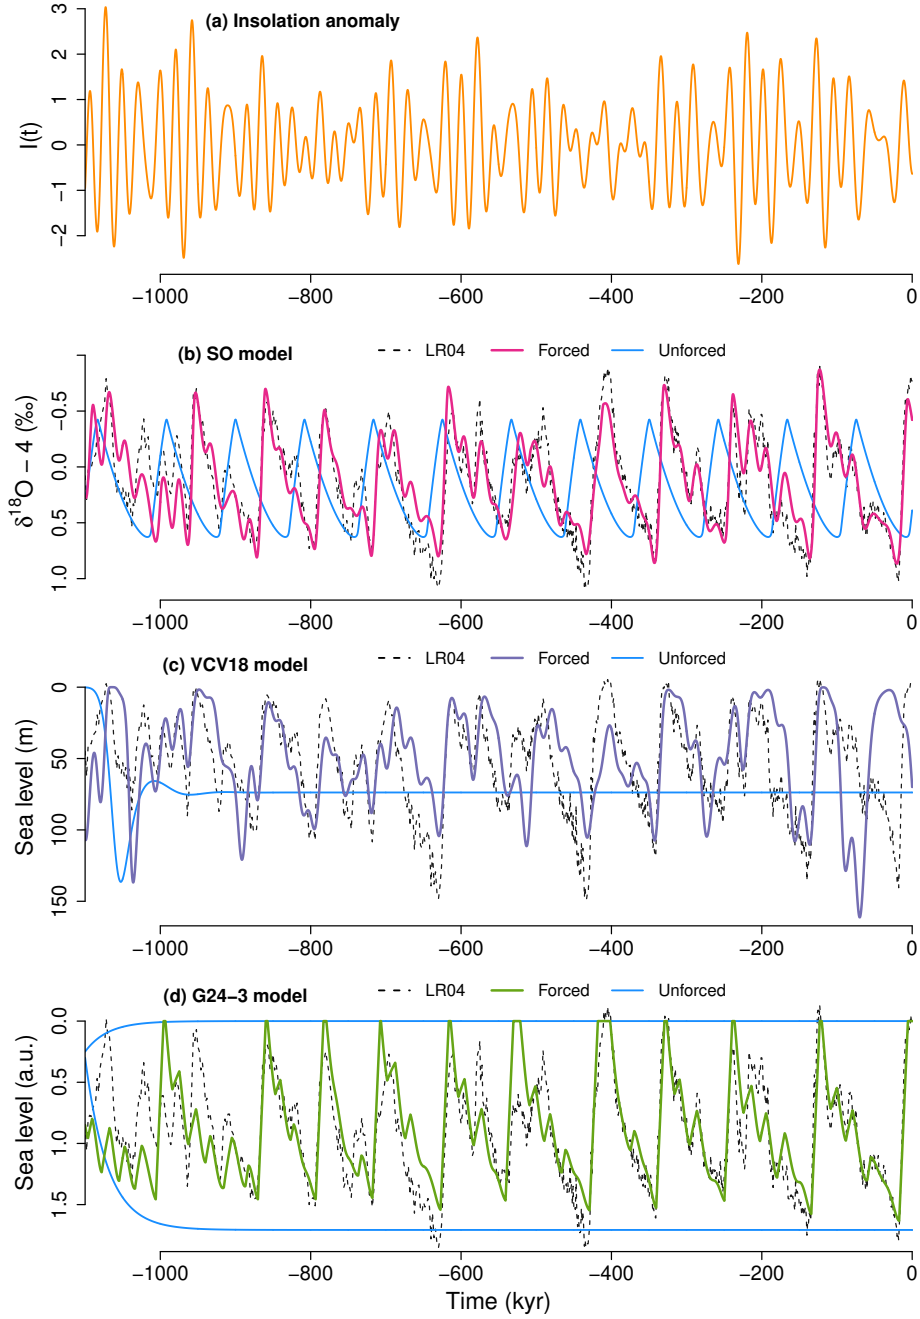 (a) Insolation anomaly
I(t)
3
2
1
0
−1
−2
−1000 −800 −600 −400 −200 0
(b) SO model
LR04 Forced Unforced
δ18O − 4 (‰)
−0.5
0.0
0.5
1.0
−1000 −800 −600 −400 −200 0
(c) VCV18 model
LR04 Forced Unforced
Sea level (m)
0
50
100
150
−1000 −800 −600 −400 −200 0
(d) G24−3 model
LR04 Forced Unforced
Sea level (a.u.)
0.0
0.5
1.0
1.5
−1000 −800 −600 −400 −200 0
Time (kyr)